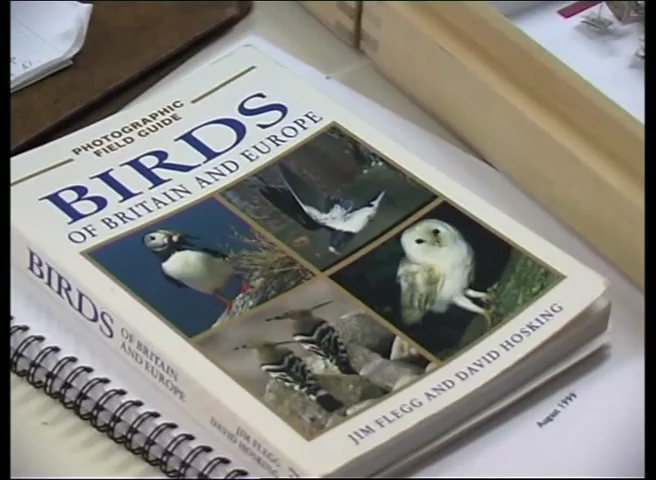 PHOTOGRAPHIC
FIELD GUIDE
BIRDS
OF BRITAIN AND EUROPE
JIM FLEGG AND DAVID HOSKING
BIRDS
OF BRITAIN
AND EUROPE
JIM FLEGG
DAVID HOSKING
August 1999